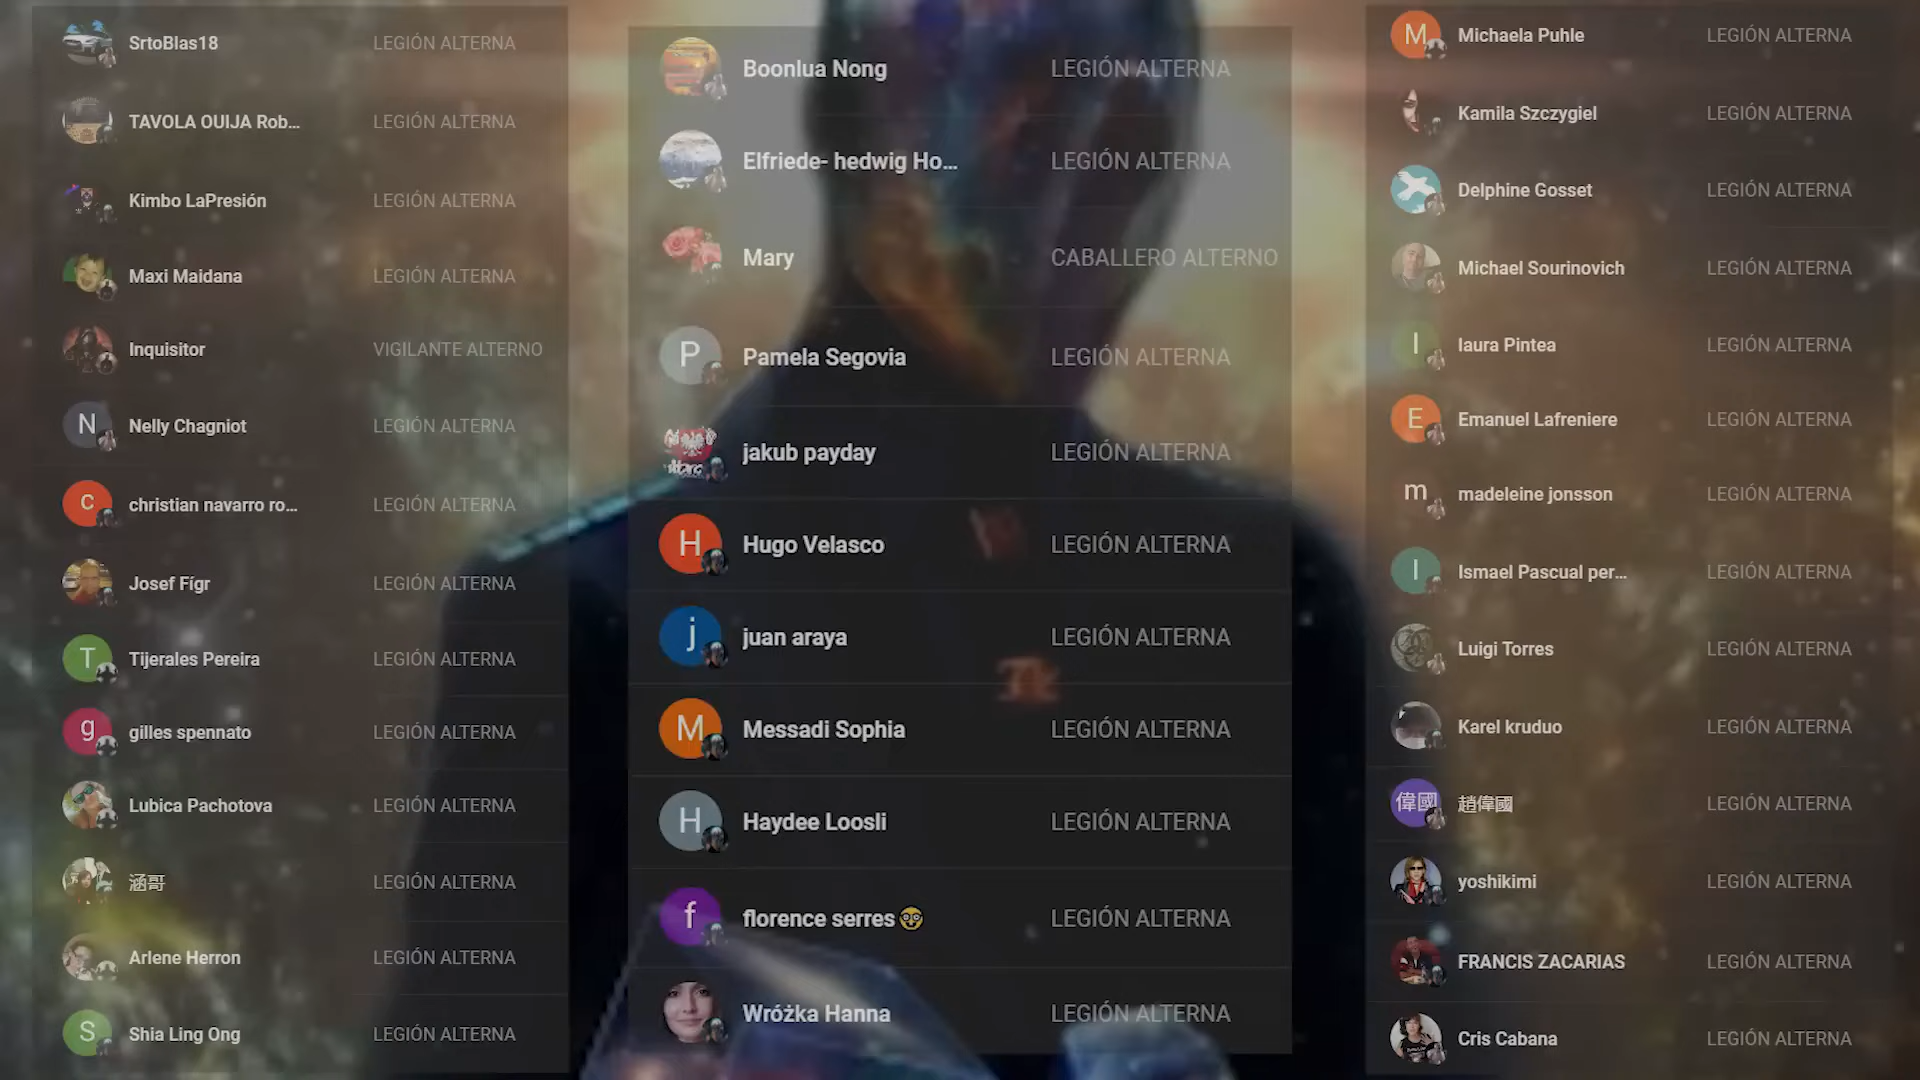 SrtoBlas18 LEGIÓN ALTERNA
TAVOLA OUIJA Rob... LEGIÓN ALTERNA
Kimbo LaPresión LEGIÓN ALTERNA
Maxi Maidana LEGIÓN ALTERNA
Inquisitor VIGILANTE ALTERNO
N Nelly Chagniot LEGIÓN ALTERNA
c christian navarro ro... LEGIÓN ALTERNA
Josef Fígr LEGIÓN ALTERNA
T Tijerales Pereira LEGIÓN ALTERNA
g gilles spennato LEGIÓN ALTERNA
Lubica Pachotova LEGIÓN ALTERNA
涵哥 LEGIÓN ALTERNA
Arlene Herron LEGIÓN ALTERNA
S Shia Ling Ong LEGIÓN ALTERNA
Boonlua Nong LEGIÓN ALTERNA
Elfriede- hedwig Ho... LEGIÓN ALTERNA
Mary CABALLERO ALTERNO
P Pamela Segovia LEGIÓN ALTERNA
jakub payday LEGIÓN ALTERNA
H Hugo Velasco LEGIÓN ALTERNA
j juan araya LEGIÓN ALTERNA
M Messadi Sophia LEGIÓN ALTERNA
H Haydee Loosli LEGIÓN ALTERNA
f florence serres🤓 LEGIÓN ALTERNA
Wróżka Hanna LEGIÓN ALTERNA
M Michaela Puhle LEGIÓN ALTERNA
Kamila Szczygiel LEGIÓN ALTERNA
Delphine Gosset LEGIÓN ALTERNA
Michael Sourinovich LEGIÓN ALTERNA
l laura Pintea LEGIÓN ALTERNA
E Emanuel Lafreniere LEGIÓN ALTERNA
m madeleine jonsson LEGIÓN ALTERNA
I Ismael Pascual per... LEGIÓN ALTERNA
Luigi Torres LEGIÓN ALTERNA
Karel kruduo LEGIÓN ALTERNA
偉國 趙偉國 LEGIÓN ALTERNA
yoshikimi LEGIÓN ALTERNA
FRANCIS ZACARIAS LEGIÓN ALTERNA
Cris Cabana LEGIÓN ALTERNA